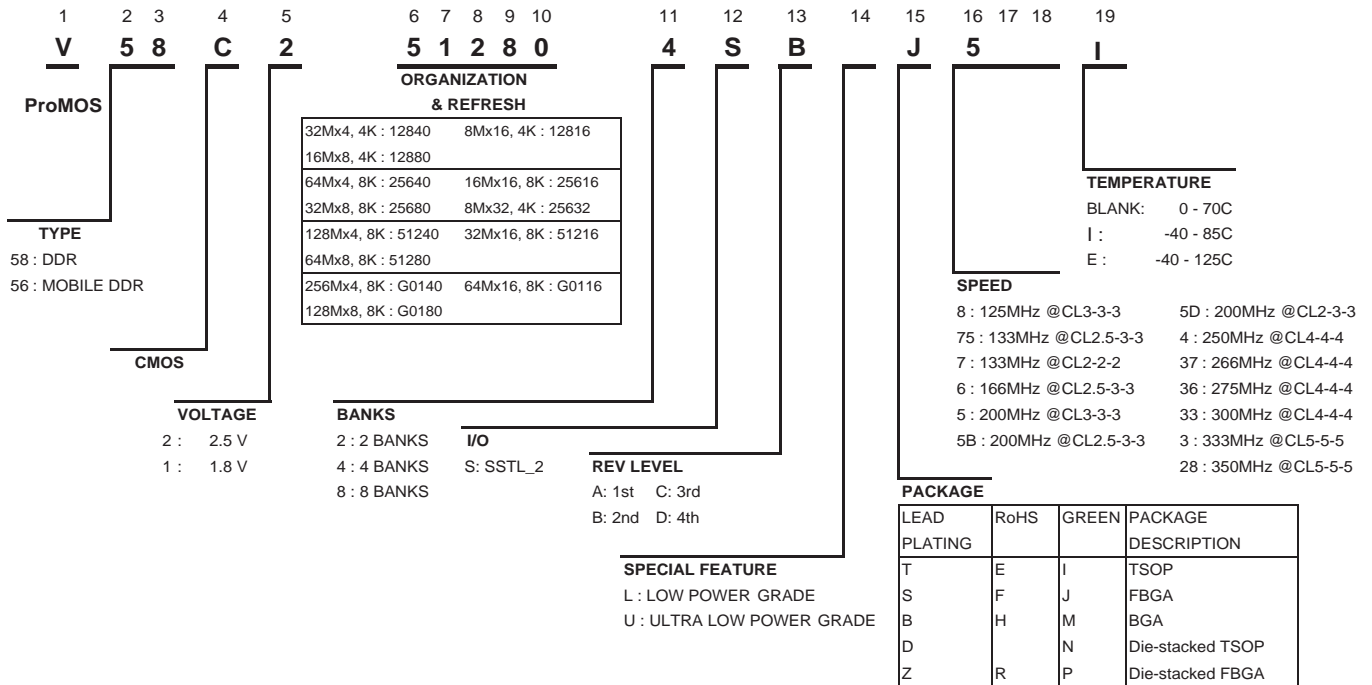 1 2 3 4 5 6 7 8 9 10 11 12 13 14 15 16 17 18 19
V 5 8 C 2 5 1 2 8 0 4 S B J 5 I
ProMOS
ORGANIZATION
& REFRESH
32Mx4, 4K : 12840 8Mx16, 4K : 12816
16Mx8, 4K : 12880
64Mx4, 8K : 25640 16Mx16, 8K : 25616
32Mx8, 8K : 25680 8Mx32, 4K : 25632
128Mx4, 8K : 51240 32Mx16, 8K : 51216
64Mx8, 8K : 51280
256Mx4, 8K : G0140 64Mx16, 8K : G0116
128Mx8, 8K : G0180
TEMPERATURE
BLANK: 0 - 70C
I : -40 - 85C
E : -40 - 125C
TYPE
58 : DDR
56 : MOBILE DDR
SPEED
8 : 125MHz @CL3-3-3 5D : 200MHz @CL2-3-3
75 : 133MHz @CL2.5-3-3 4 : 250MHz @CL4-4-4
7 : 133MHz @CL2-2-2 37 : 266MHz @CL4-4-4
6 : 166MHz @CL2.5-3-3 36 : 275MHz @CL4-4-4
5 : 200MHz @CL3-3-3 33 : 300MHz @CL4-4-4
5B : 200MHz @CL2.5-3-3 3 : 333MHz @CL5-5-5
28 : 350MHz @CL5-5-5
CMOS
VOLTAGE
2 : 2.5 V
1 : 1.8 V
BANKS
2 : 2 BANKS
4 : 4 BANKS
8 : 8 BANKS
I/O
S: SSTL_2
REV LEVEL
A: 1st C: 3rd
B: 2nd D: 4th
SPECIAL FEATURE
L : LOW POWER GRADE
U : ULTRA LOW POWER GRADE
PACKAGE
LEAD RoHS GREEN PACKAGE
PLATING DESCRIPTION
T E I TSOP
S F J FBGA
B H M BGA
D N Die-stacked TSOP
Z R P Die-stacked FBGA